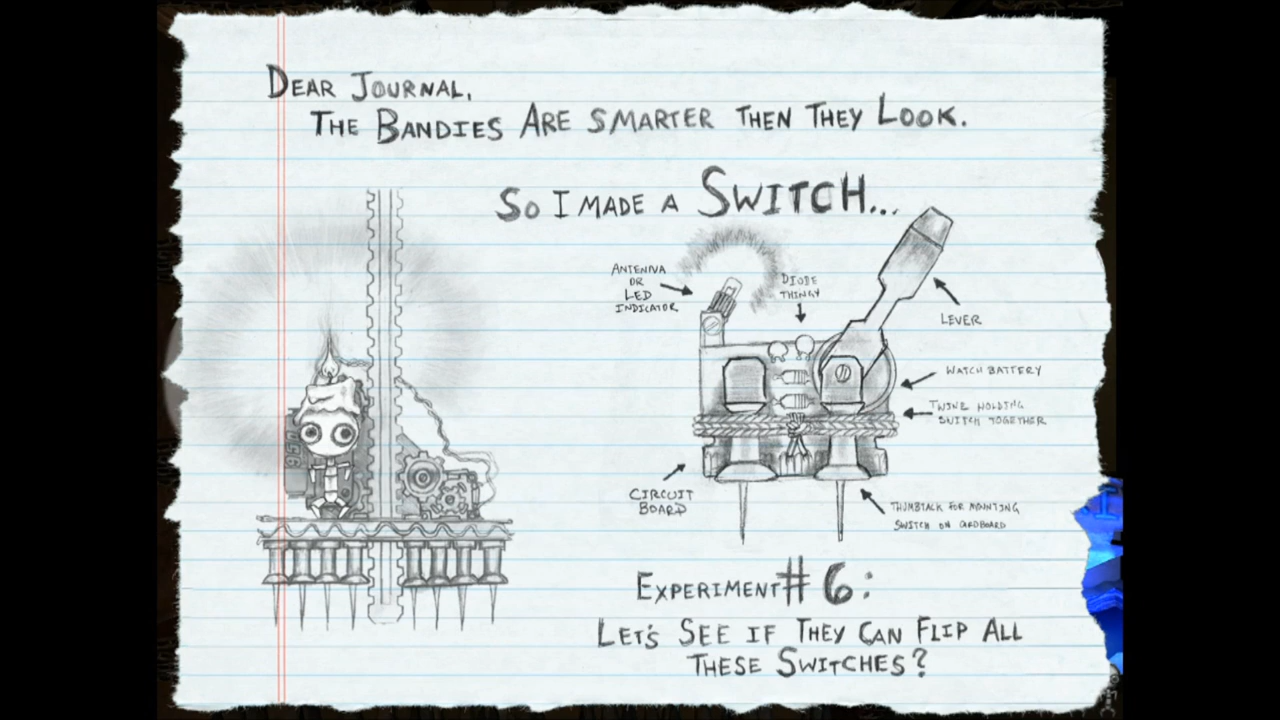 DEAR JOURNAL,
THE BANDIES ARE SMARTER THEN THEY LOOK.
SO I MADE A SWITCH...
ANTENNA
OR
LED
INDICATOR
DIODE
THINGY
LEVER
WATCH BATTERY
TWINE HOLDING
SWITCH TOGETHER
CIRCUIT
BOARD
THUMBTACK FOR MOUNTING
SWITCH ON CARDBOARD
EXPERIMENT # 6:
LET'S SEE IF THEY CAN FLIP ALL
THESE SWITCHES?